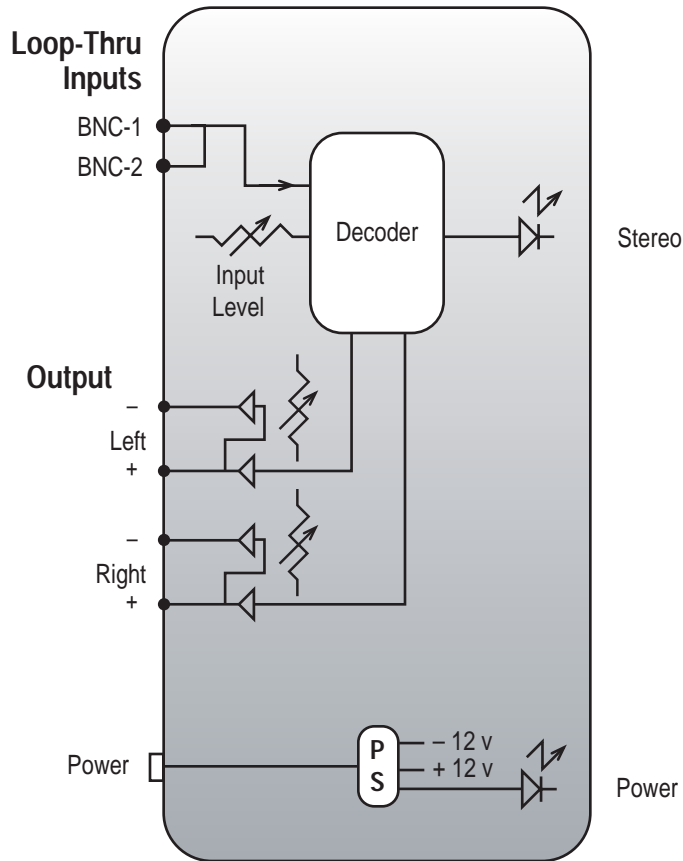 Loop-Thru
Inputs
BNC-1
BNC-2
Decoder
Stereo
Input
Level
Output
–
Left
+
–
Right
+
Power
P
S
– 12 v
+ 12 v
Power